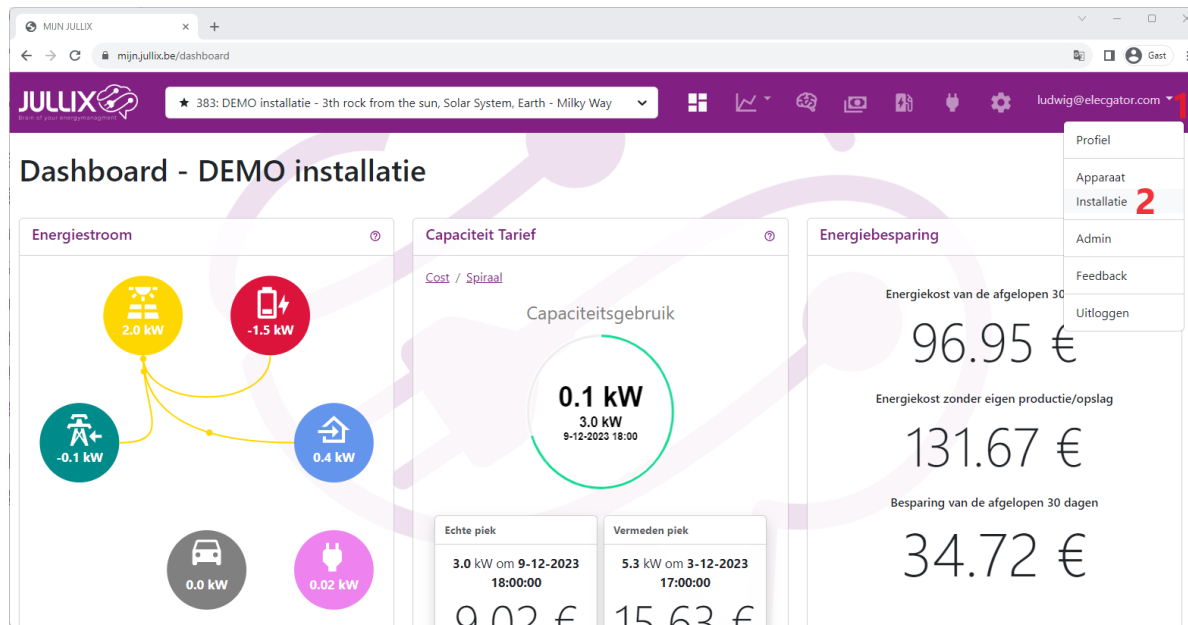 MIJN JULLIX
mijn.jullix.be/dashboard
Gast
JULLIX
Brain of your energymanagment
★ 383: DEMO installatie - 3th rock from the sun, Solar System, Earth - Milky Way
ludwig@elecgator.com
1
Profiel
Apparaat
Installatie
2
Admin
Feedback
Uitloggen
Dashboard - DEMO installatie
Energiestroom
2.0 kW
-1.5 kW
-0.1 kW
0.4 kW
0.0 kW
0.02 kW
Capaciteit Tarief
Cost / Spiraal
Capaciteitsgebruik
0.1 kW
3.0 kW
9-12-2023 18:00
Echte piek
3.0 kW om 9-12-2023
18:00:00
9.02 €
Vermeden piek
5.3 kW om 3-12-2023
17:00:00
15.63 €
Energiebesparing
Energiekost van de afgelopen 30
96.95 €
Energiekost zonder eigen productie/opslag
131.67 €
Besparing van de afgelopen 30 dagen
34.72 €